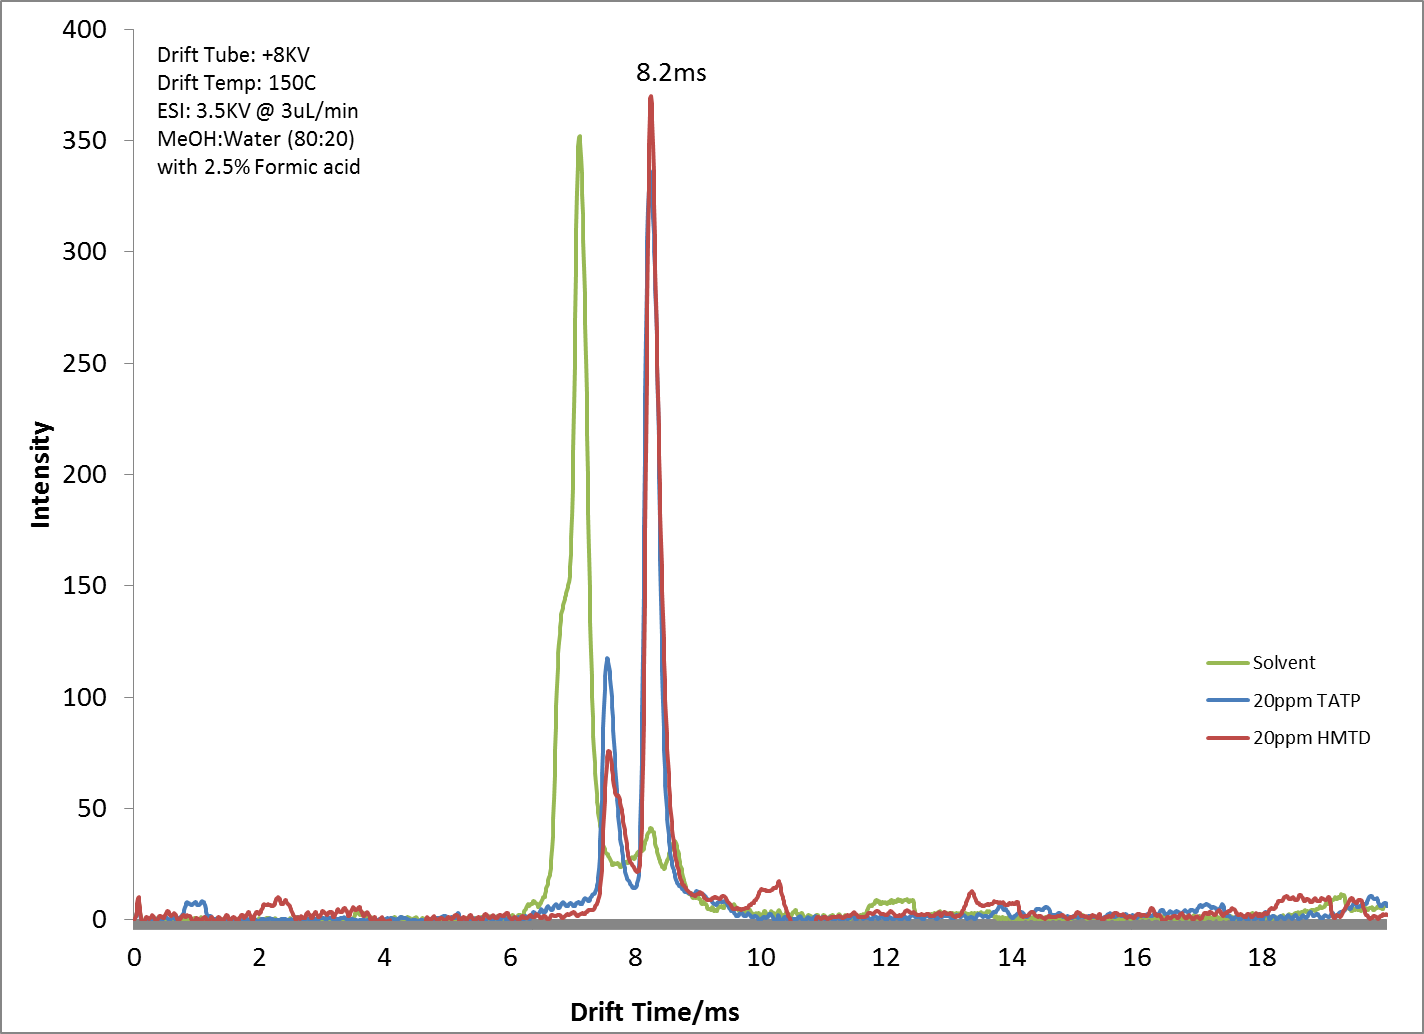 Drift Tube: +8KV
Drift Temp: 150C
ESI: 3.5KV @ 3uL/min
MeOH:Water (80:20)
with 2.5% Formic acid
8.2ms
400
350
300
250
200
150
100
50
0
Intensity
Solvent
20ppm TATP
20ppm HMTD
0 2 4 6 8 10 12 14 16 18
Drift Time/ms